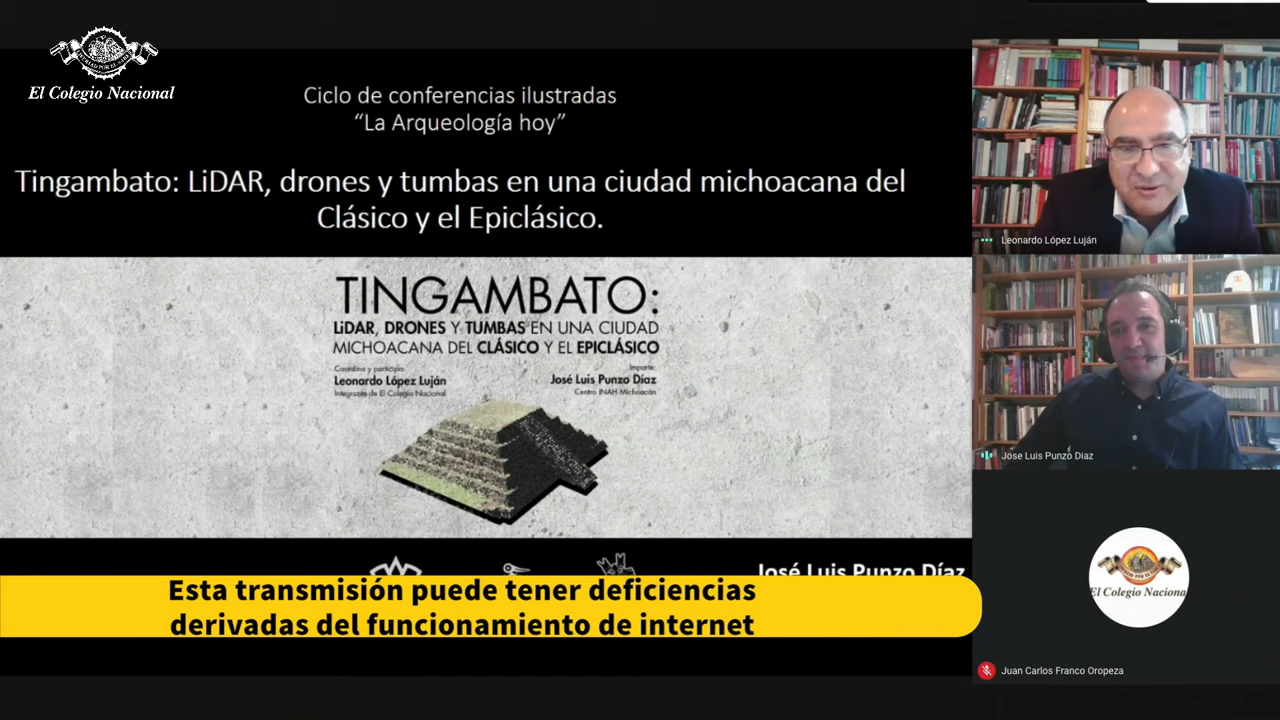 El Colegio Nacional
Ciclo de conferencias ilustradas
“La Arqueología hoy”
Tingambato: LiDAR, drones y tumbas en una ciudad michoacana del
Clásico y el Epiclásico.
TINGAMBATO:
LiDAR, DRONES Y TUMBAS EN UNA CIUDAD
MICHOACANA DEL CLÁSICO Y EL EPICLÁSICO
Coordina y participa:
Leonardo López Luján
Integrante de El Colegio Nacional
Imparte:
José Luis Punzo Díaz
Centro INAH Michoacán
José Luis Punzo Díaz
Esta transmisión puede tener deficiencias
derivadas del funcionamiento de internet
Leonardo López Luján
Jose Luis Punzo Diaz
El Colegio Nacional
Juan Carlos Franco Oropeza